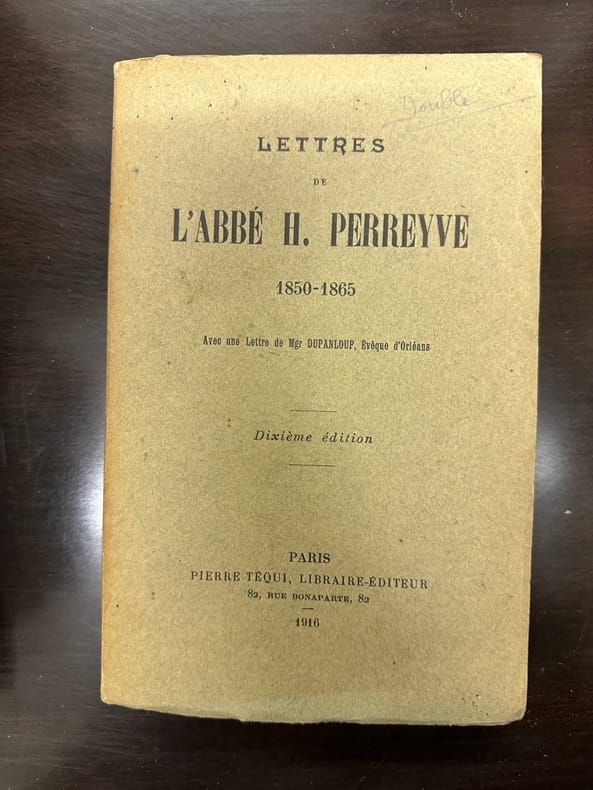 Double
LETTRES
DE
L'ABBÉ H. PERREYVE
1850-1865
Avec une Lettre de Mgr DUPANLOUP, Évêque d'Orléans
Dixième édition
PARIS
PIERRE TÉQUI, LIBRAIRE-ÉDITEUR
82, RUE BONAPARTE, 82
1916